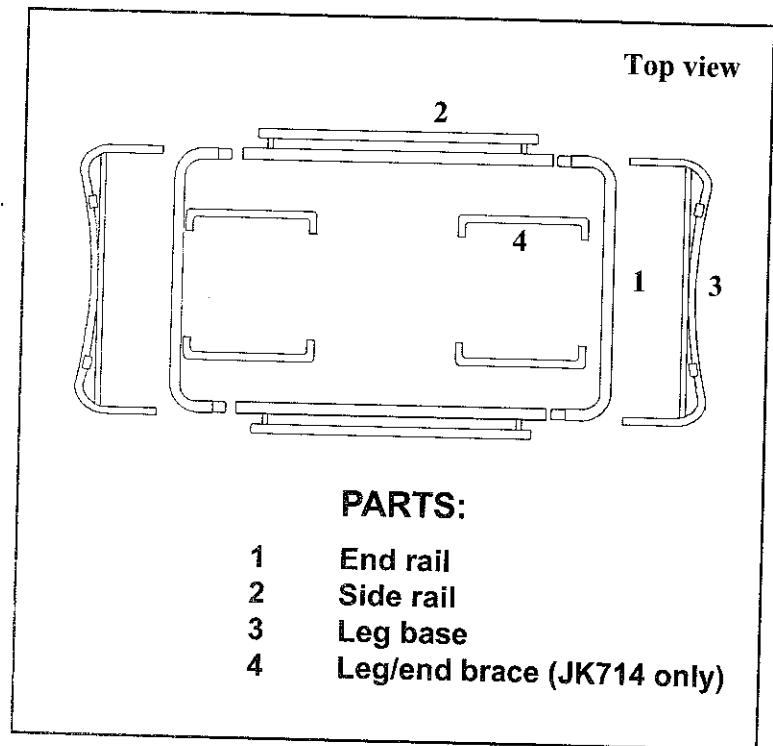 Top view
2
4
1
3
PARTS:
1 End rail
2 Side rail
3 Leg base
4 Leg/end brace (JK714 only)